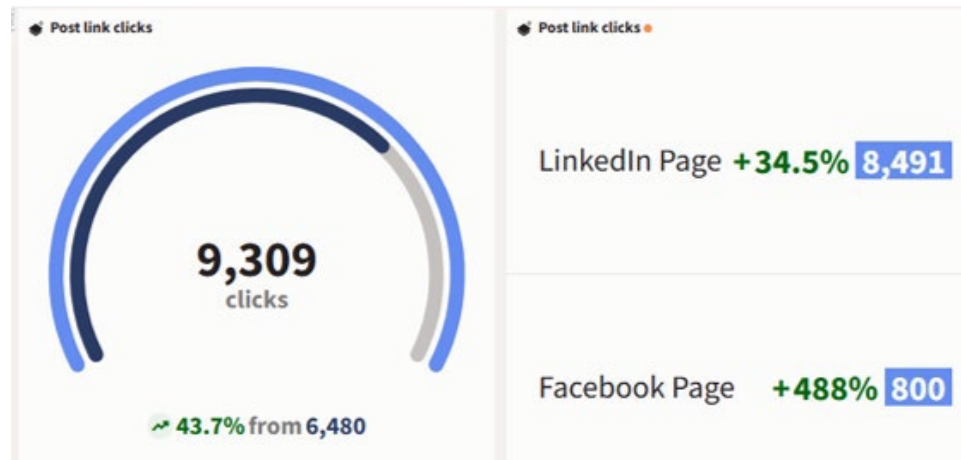 Post link clicks
9,309
clicks
43.7% from 6,480
Post link clicks
LinkedIn Page +34.5% 8,491
Facebook Page +488% 800